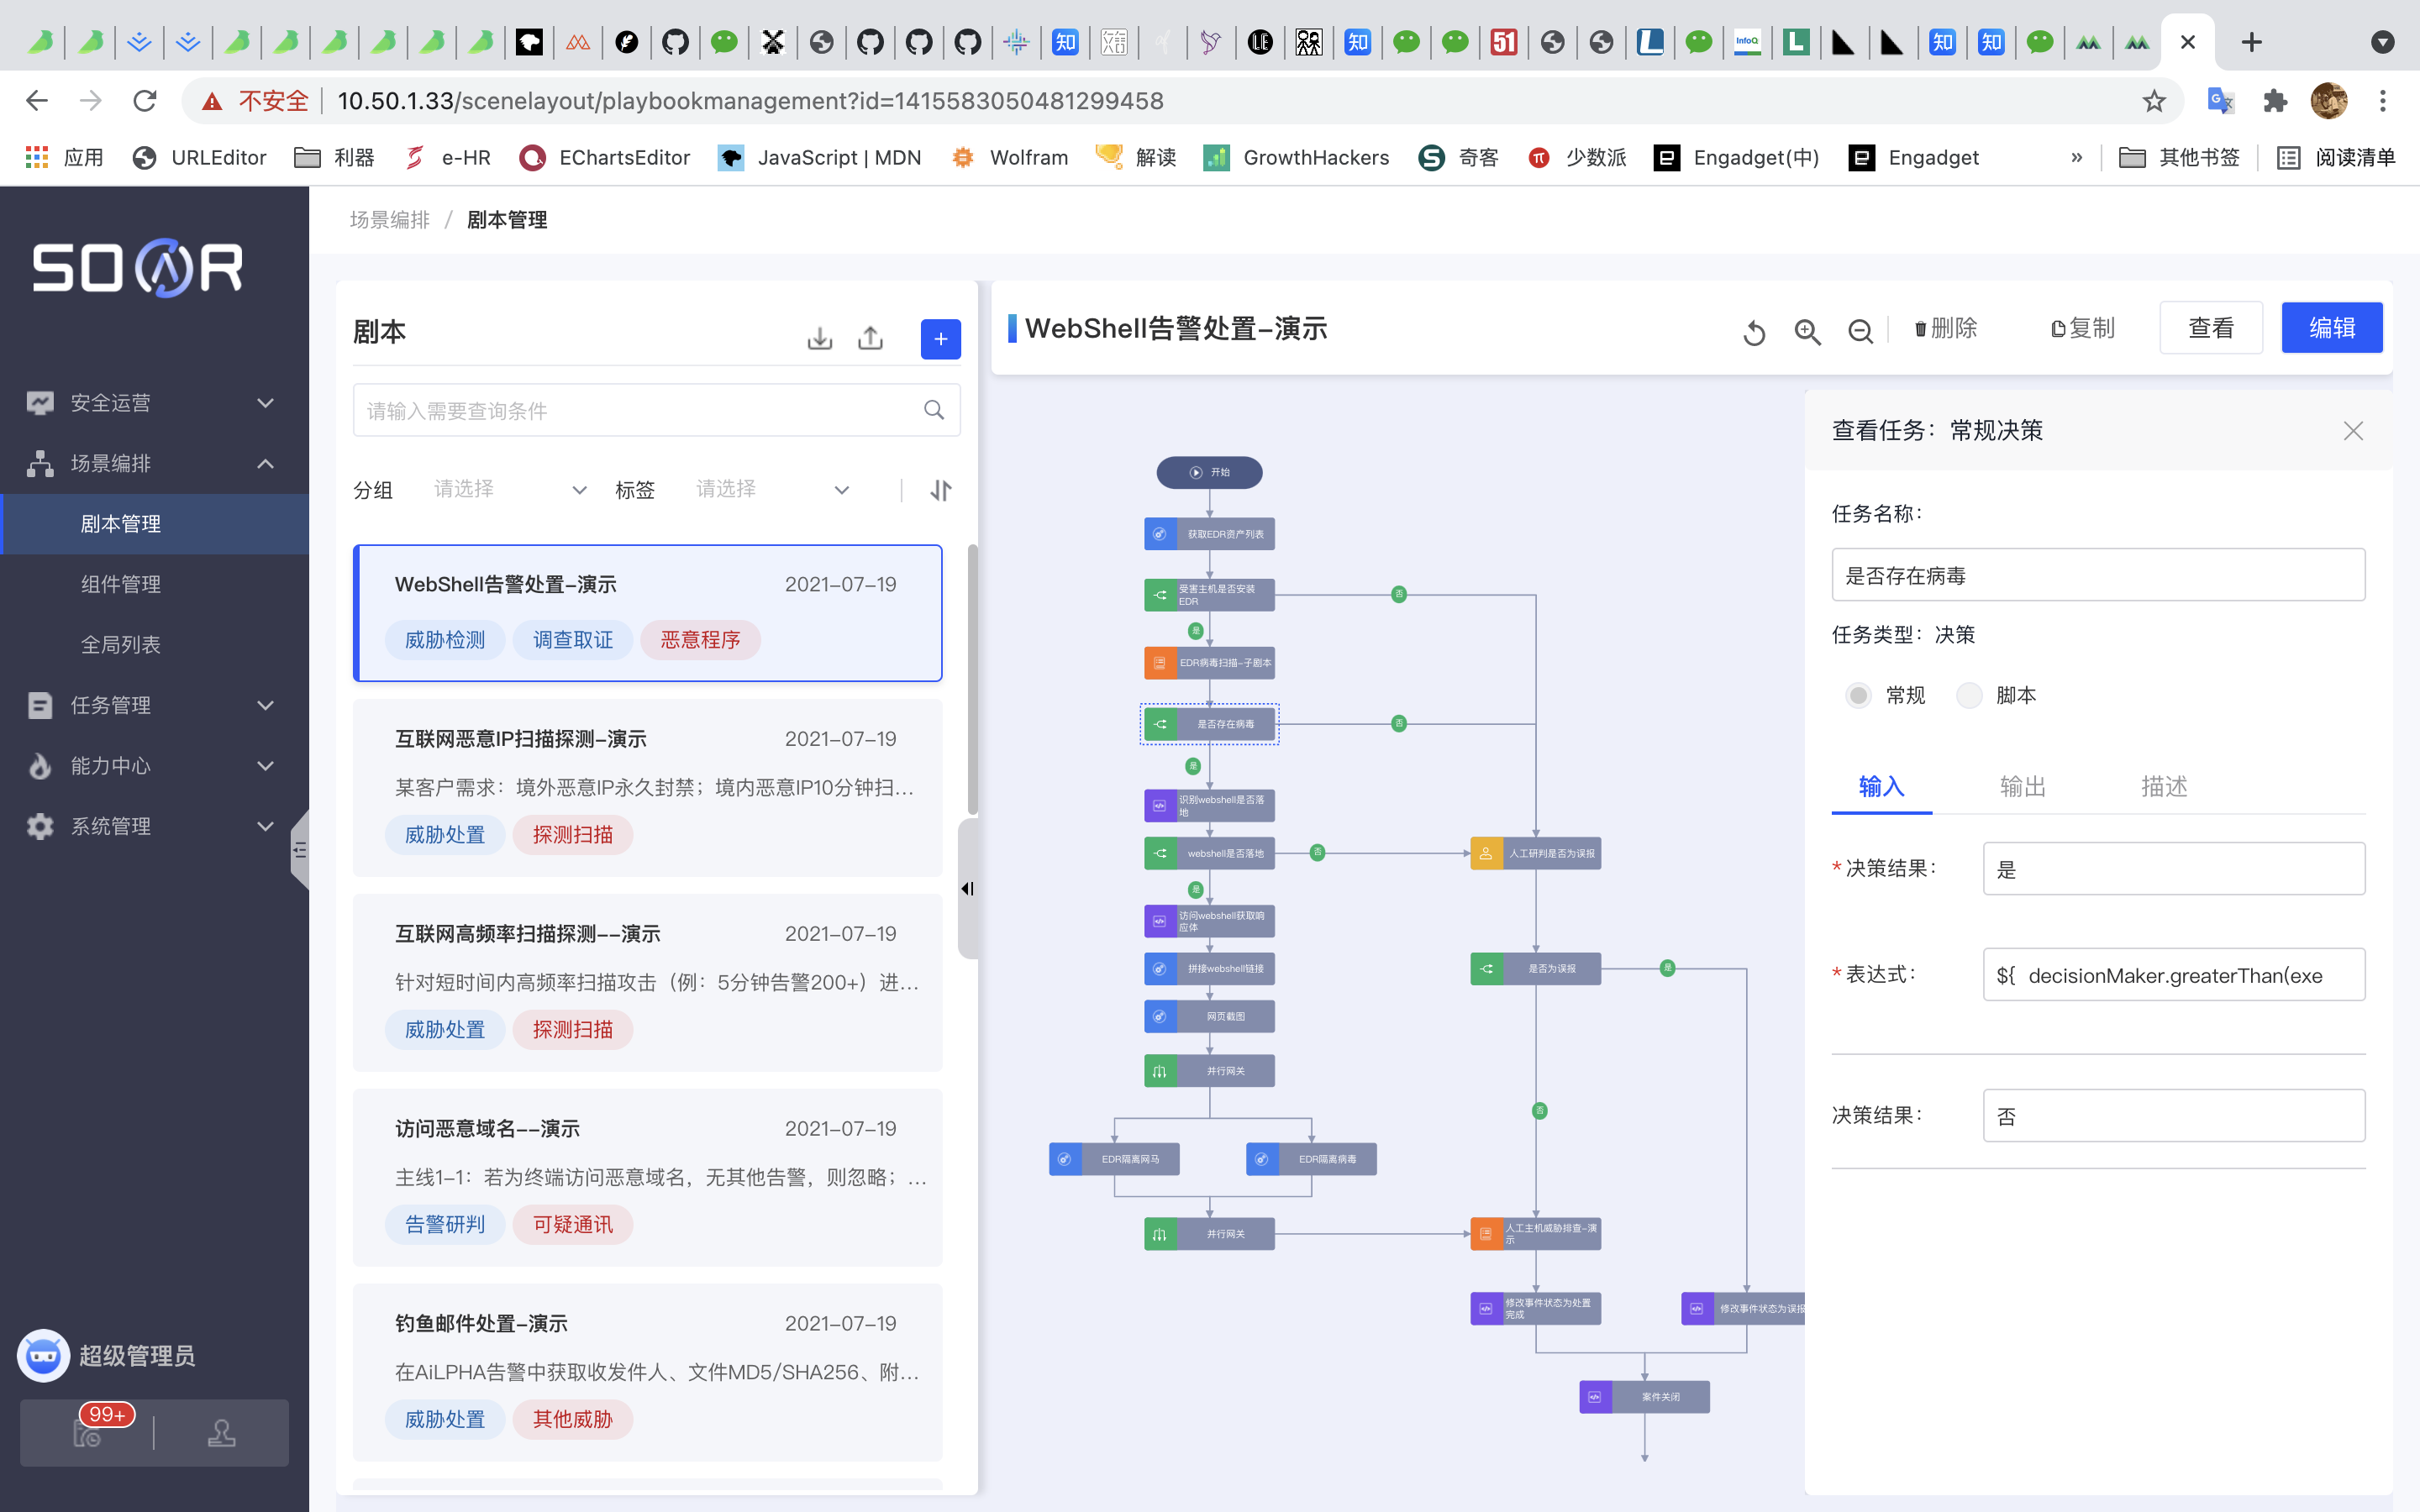 不安全 10.50.1.33/scenelayout/playbookmanagement?id=1415583050481299458
应用 URLEditor 利器 e-HR EChartsEditor JavaScript | MDN Wolfram 解读 GrowthHackers 奇客 少数派 Engadget(中) Engadget » 其他书签 阅读清单
SOAR
安全运营
场景编排
剧本管理
组件管理
全局列表
任务管理
能力中心
系统管理
超级管理员
99+
场景编排 / 剧本管理
剧本
+
请输入需要查询条件
分组 请选择 标签 请选择
WebShell告警处置-演示 2021-07-19
威胁检测 调查取证 恶意程序
互联网恶意IP扫描探测-演示 2021-07-19
某客户需求：境外恶意IP永久封禁；境内恶意IP10分钟扫...
威胁处置 探测扫描
互联网高频率扫描探测--演示 2021-07-19
针对短时间内高频率扫描攻击（例：5分钟告警200+）进...
威胁处置 探测扫描
访问恶意域名--演示 2021-07-19
主线1-1：若为终端访问恶意域名，无其他告警，则忽略；...
告警研判 可疑通讯
钓鱼邮件处置-演示 2021-07-19
在AiLPHA告警中获取收发件人、文件MD5/SHA256、附...
威胁处置 其他威胁
WebShell告警处置-演示
删除 复制 查看 编辑
开始
获取EDR资产列表
受害主机是否安装
EDR
否
是
EDR病毒扫描-子剧本
是否存在病毒
否
是
识别webshell是否落
地
webshell是否落地
否
人工研判是否为误报
是
访问webshell获取响
应体
拼接webshell链接
是否为误报
是
网页截图
并行网关
否
EDR隔离网马
EDR隔离病毒
并行网关
人工主机威胁排查-演
示
修改事件状态为处置
完成
修改事件状态为误报
案件关闭
查看任务：常规决策
任务名称：
是否存在病毒
任务类型：决策
常规 脚本
输入 输出 描述
*决策结果： 是
*表达式： ${ decisionMaker.greaterThan(exe
决策结果： 否